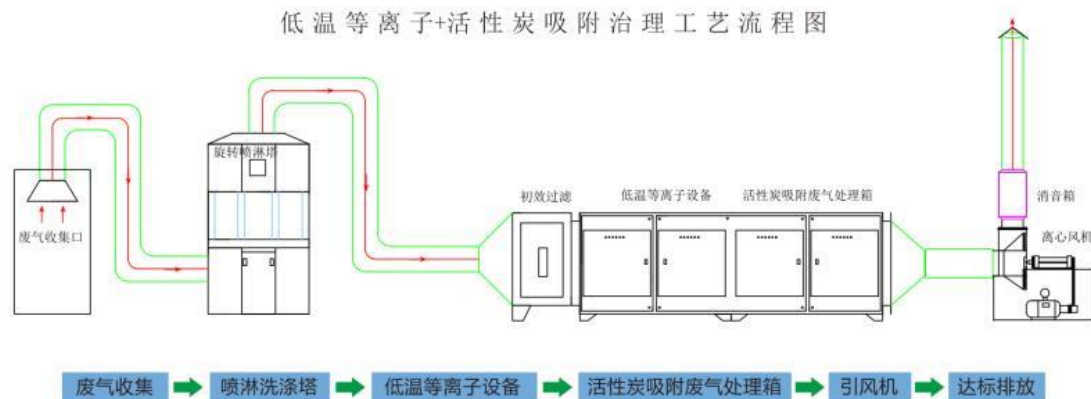 低温等离子+活性炭吸附治理工艺流程图
旋转喷淋塔
废气收集口
初效过滤
低温等离子设备
活性炭吸附废气处理箱
消音箱
离心风机
废气收集
喷淋洗涤塔
低温等离子设备
活性炭吸附废气处理箱
引风机
达标排放